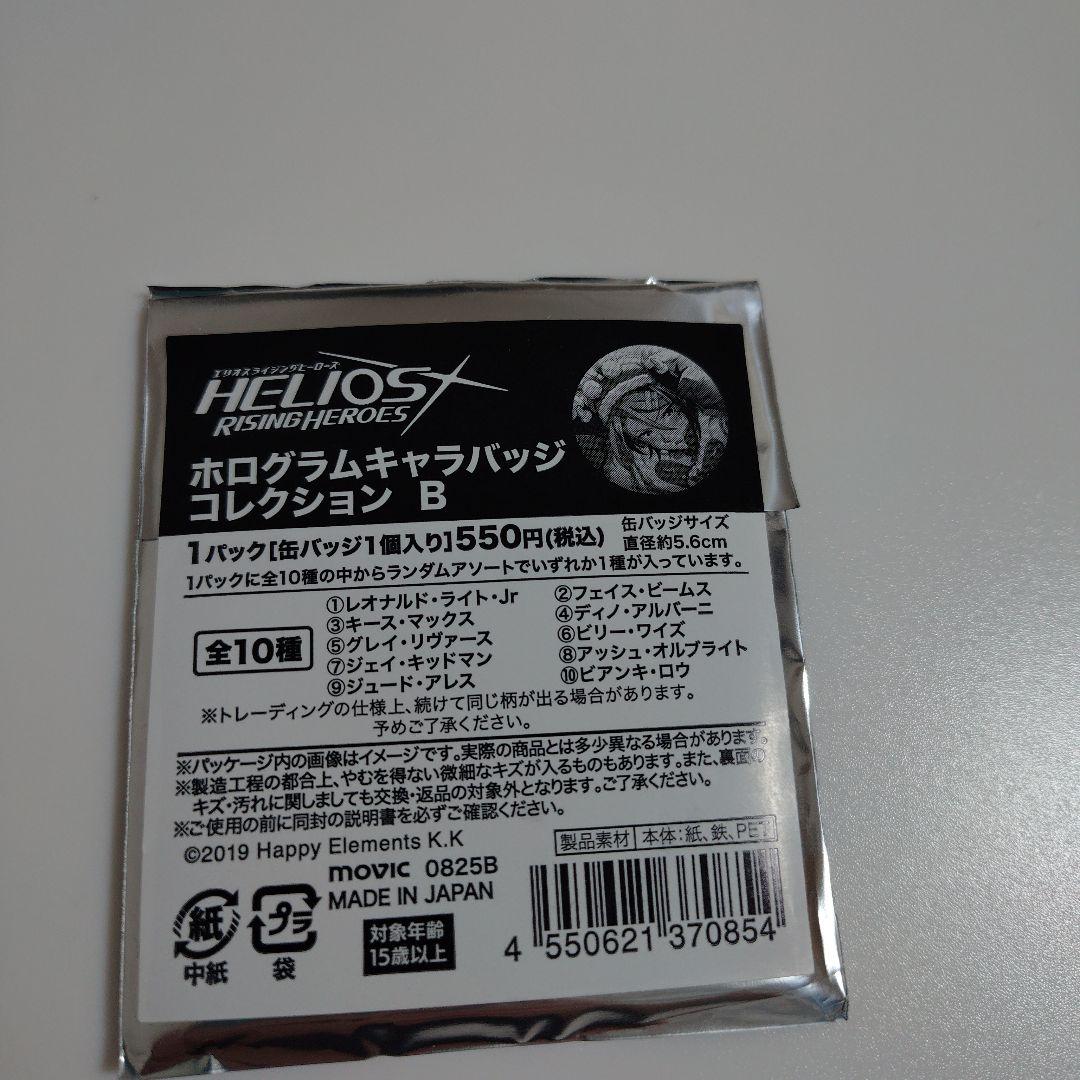 エリオスライジングヒーローズ
HELIOS
RISING HEROES
ホログラムキャラバッジ
コレクション B
1パック[缶バッジ1個入り]550円(税込)
缶バッジサイズ
直径約5.6cm
1パックに全10種の中からランダムアソートでいずれか1種が入っています。
全10種
①レオナルド・ライト・Jr ②フェイス・ビームス
③キース・マックス ④ディノ・アルバーニ
⑤グレイ・リヴァース ⑥ビリー・ワイズ
⑦ジェイ・キッドマン ⑧アッシュ・オルブライト
⑨ジュード・アレス ⑩ビアンキ・ロウ
※トレーディングの仕様上、続けて同じ柄が出る場合があります。
予めご了承ください。
※パッケージ内の画像はイメージです。実際の商品とは多少異なる場合があります。
※製造工程の都合上、やむを得ない微細なキズが入るものもあります。また、裏面の
キズ・汚れに関しましても交換・返品の対象外となります。ご了承ください。
※ご使用の前に同封の説明書を必ずご確認ください。
©2019 Happy Elements K.K
製品素材 本体:紙、鉄、PET
movic 0825B
MADE IN JAPAN
紙
中紙
プラ
袋
対象年齢
15歳以上
4 550621 370854